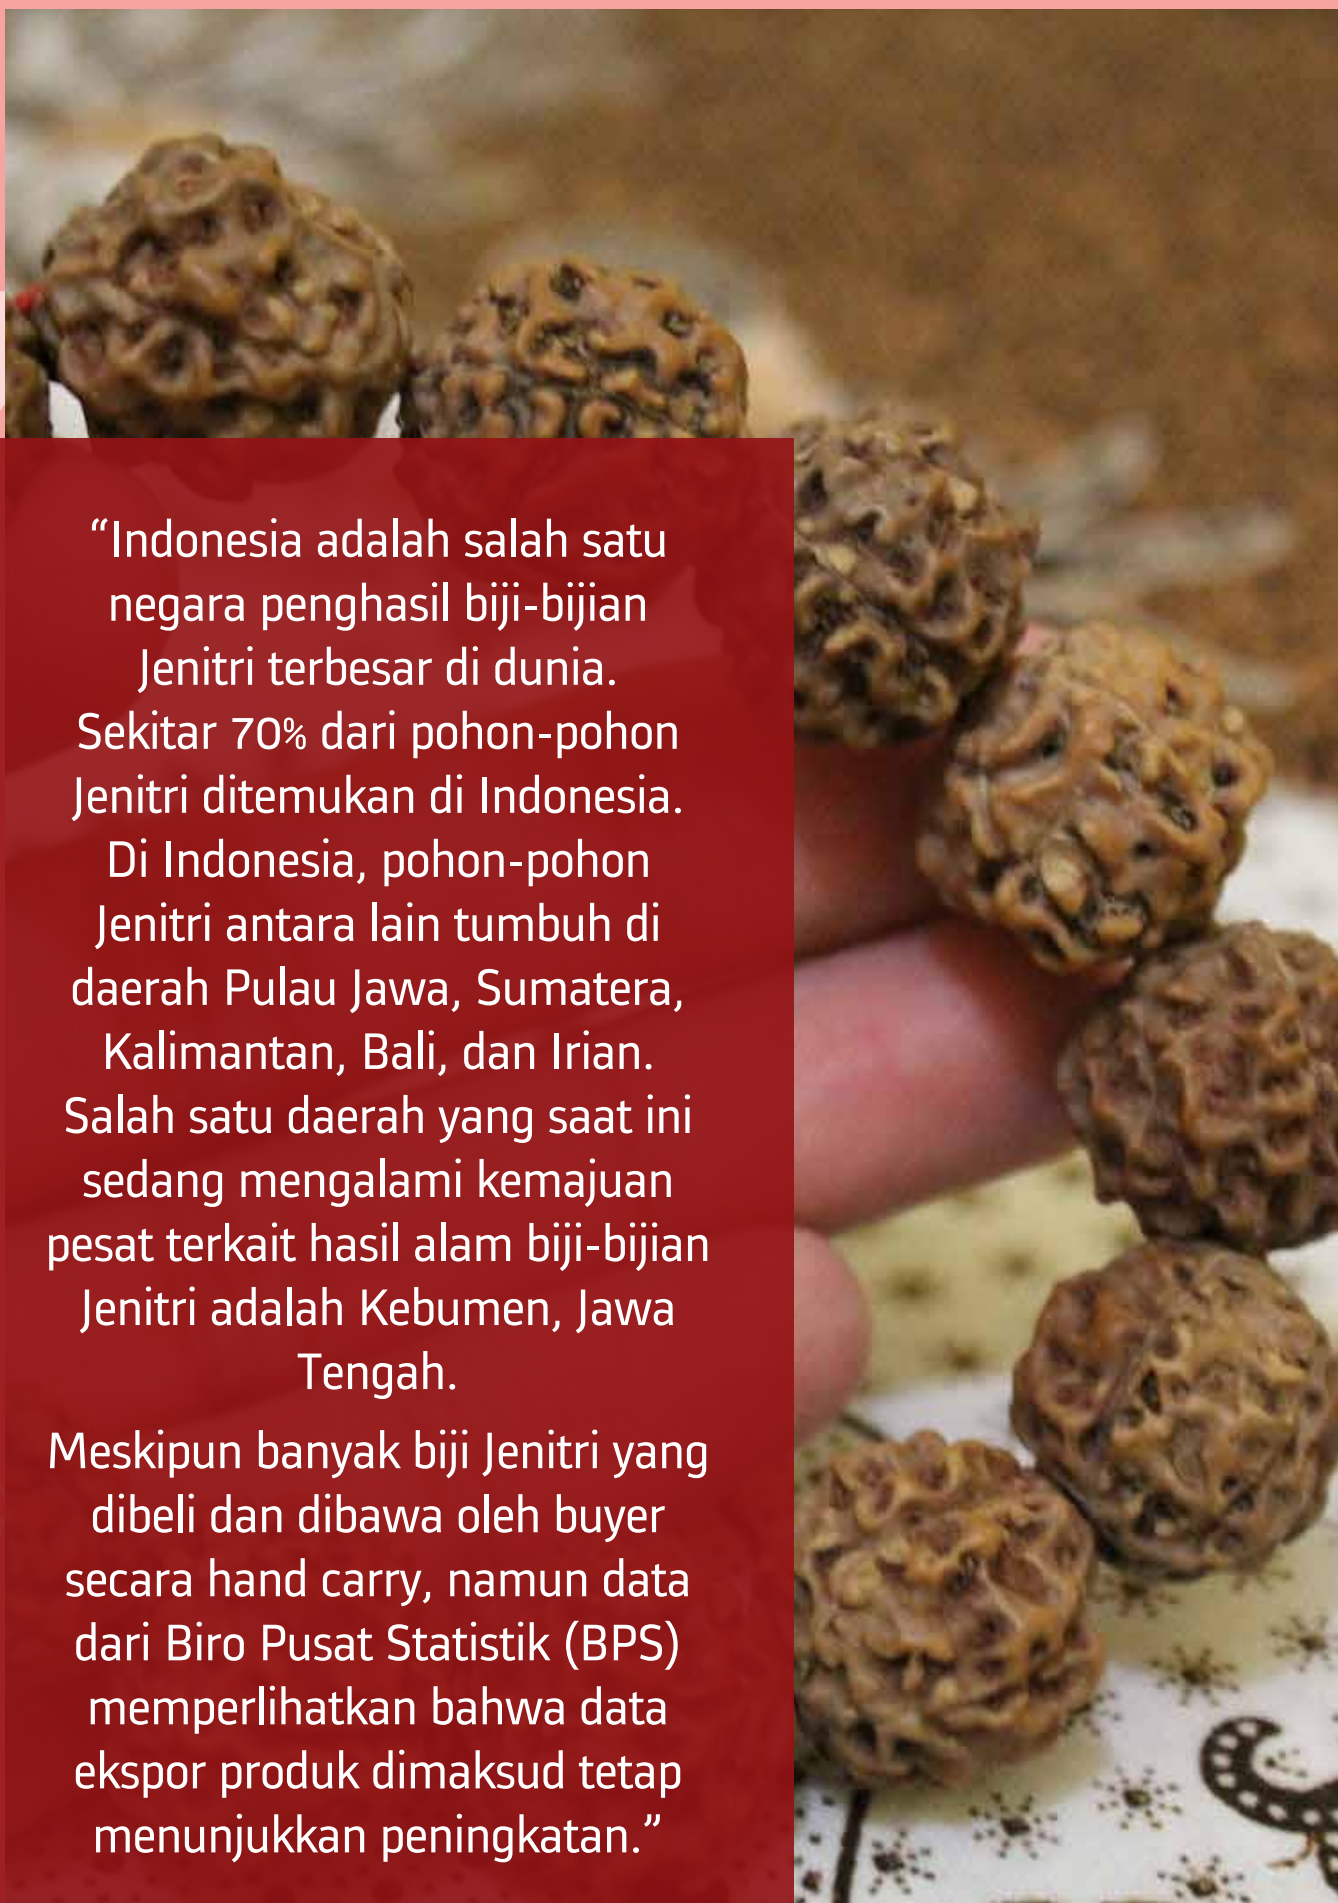 “Indonesia adalah salah satu
negara penghasil biji-bijian
Jenitri terbesar di dunia.
Sekitar 70% dari pohon-pohon
Jenitri ditemukan di Indonesia.
Di Indonesia, pohon-pohon
Jenitri antara lain tumbuh di
daerah Pulau Jawa, Sumatera,
Kalimantan, Bali, dan Irian.
Salah satu daerah yang saat ini
sedang mengalami kemajuan
pesat terkait hasil alam biji-bijian
Jenitri adalah Kebumen, Jawa
Tengah.
Meskipun banyak biji Jenitri yang
dibeli dan dibawa oleh buyer
secara hand carry, namun data
dari Biro Pusat Statistik (BPS)
memperlihatkan bahwa data
ekspor produk dimaksud tetap
menunjukkan peningkatan.”